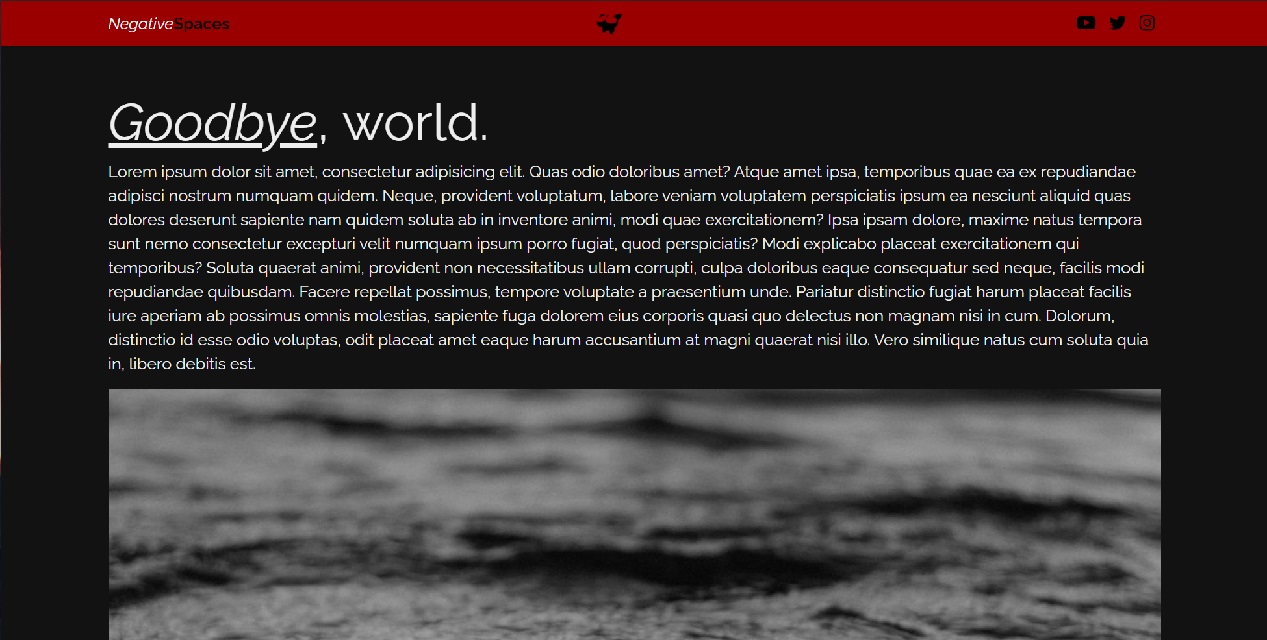 NegativeSpaces
Goodbye, world.
Lorem ipsum dolor sit amet, consectetur adipisicing elit. Quas odio doloribus amet? Atque amet ipsa, temporibus quae ea ex repudiandae
adipisci nostrum numquam quidem. Neque, provident voluptatum, labore veniam voluptatem perspiciatis ipsum ea nesciunt aliquid quas
dolores deserunt sapiente nam quidem soluta ab in inventore animi, modi quae exercitationem? Ipsa ipsam dolore, maxime natus tempora
sunt nemo consectetur excepturi velit numquam ipsum porro fugiat, quod perspiciatis? Modi explicabo placeat exercitationem qui
temporibus? Soluta quaerat animi, provident non necessitatibus ullam corrupti, culpa doloribus eaque consequatur sed neque, facilis modi
repudiandae quibusdam. Facere repellat possimus, tempore voluptate a praesentium unde. Pariatur distinctio fugiat harum placeat facilis
iure aperiam ab possimus omnis molestias, sapiente fuga dolorem eius corporis quasi quo delectus non magnam nisi in cum. Dolorum,
distinctio id esse odio voluptas, odit placeat amet eaque harum accusantium at magni quaerat nisi illo. Vero similique natus cum soluta quia
in, libero debitis est.